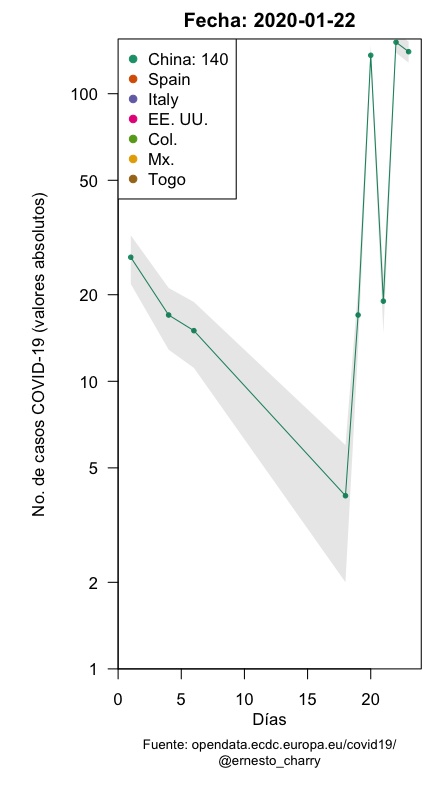 Fecha: 2020-01-22
China: 140
Spain
Italy
EE. UU.
Col.
Mx.
Togo
No. de casos COVID-19 (valores absolutos)
100
50
20
10
5
2
1
0 5 10 15 20
Días
Fuente: opendata.ecdc.europa.eu/covid19/
@ernesto_charry